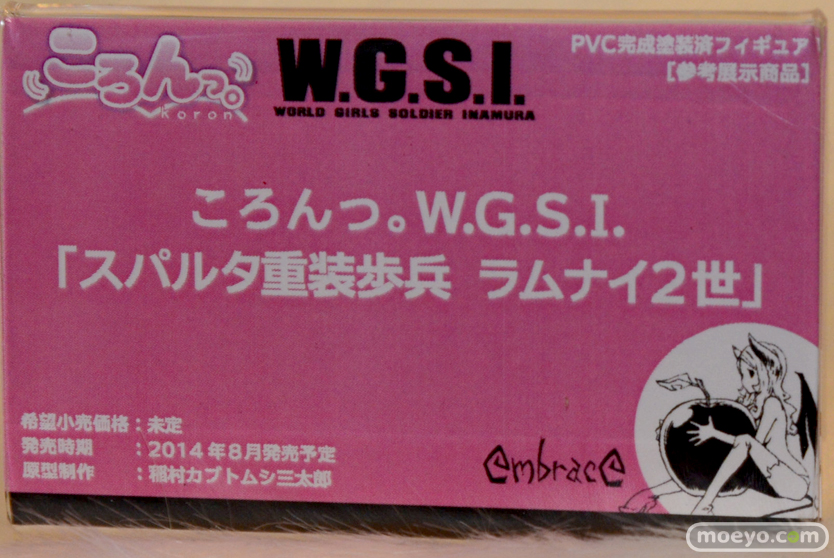 ころんっ。
koron
W.G.S.I.
WORLD GIRLS SOLDIER INAMURA
PVC完成塗装済フィギュア
[参考展示商品]
ころんっ。W.G.S.I.
「スパルタ重装歩兵 ラムナイ2世」
希望小売価格:未定
発売時期 :2014年8月発売予定
原型制作 :稲村カブトムシ三太郎
embrace
moeyo.com